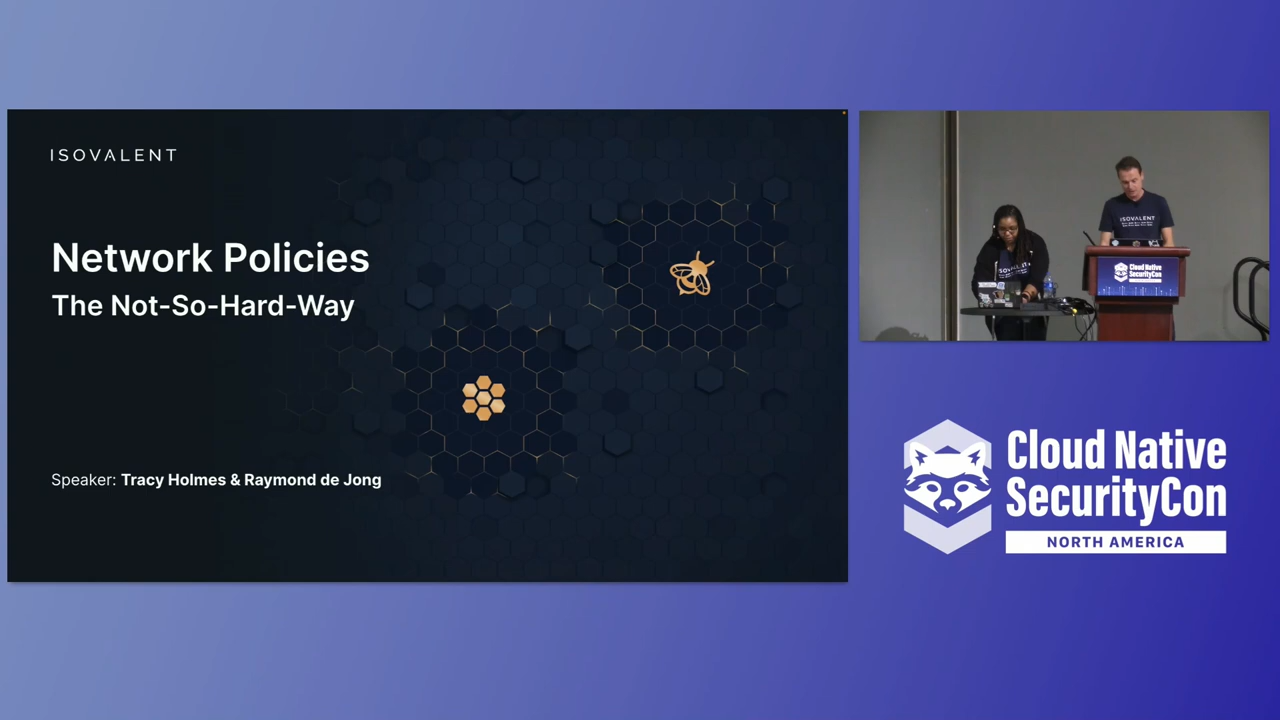 ISOVALENT
Network Policies
The Not-So-Hard-Way
Speaker: Tracy Holmes & Raymond de Jong
ISOVALENT
Cloud Native
SecurityCon
Cloud Native
SecurityCon
NORTH AMERICA